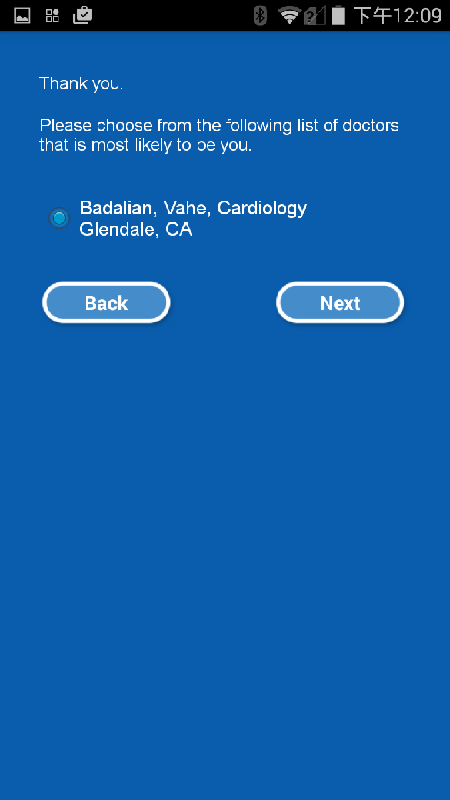 下午12:09
Thank you.
Please choose from the following list of doctors
that is most likely to be you.
Badalian, Vahe, Cardiology
Glendale, CA
Back
Next